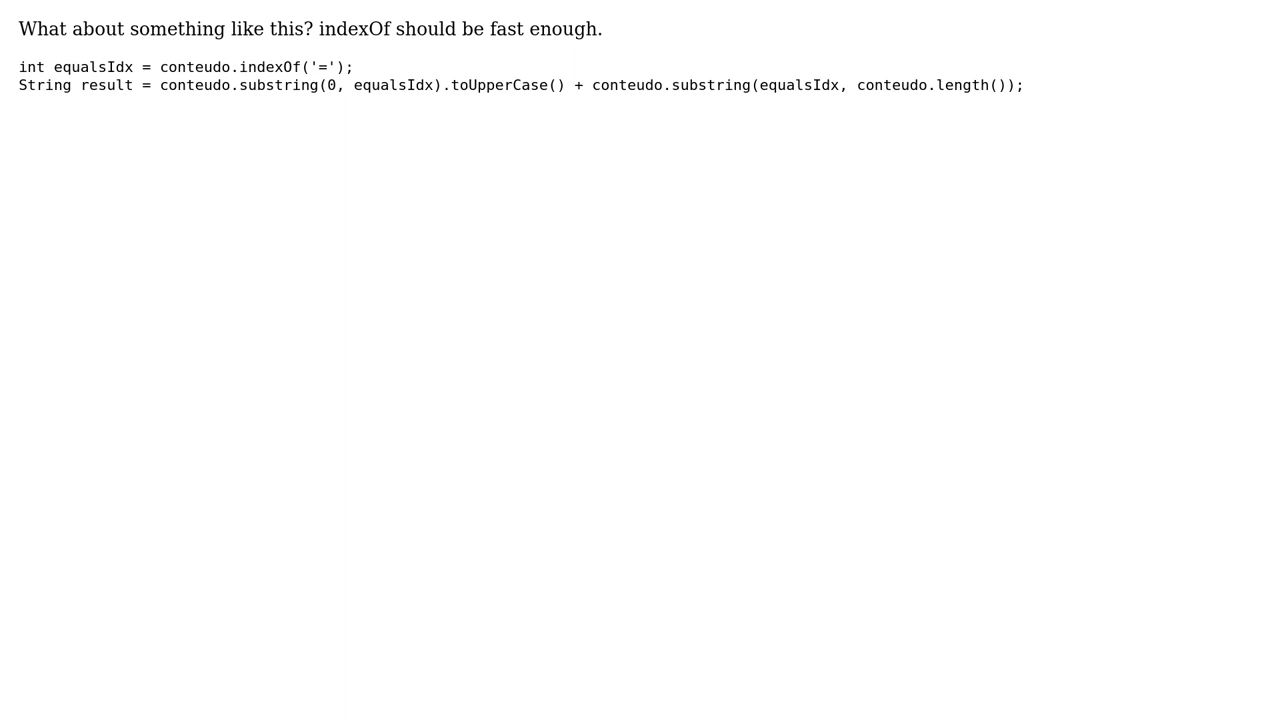 What about something like this? indexOf should be fast enough.
int equalsIdx = conteudo.indexOf('=');
String result = conteudo.substring(0, equalsIdx).toUpperCase() + conteudo.substring(equalsIdx, conteudo.length());